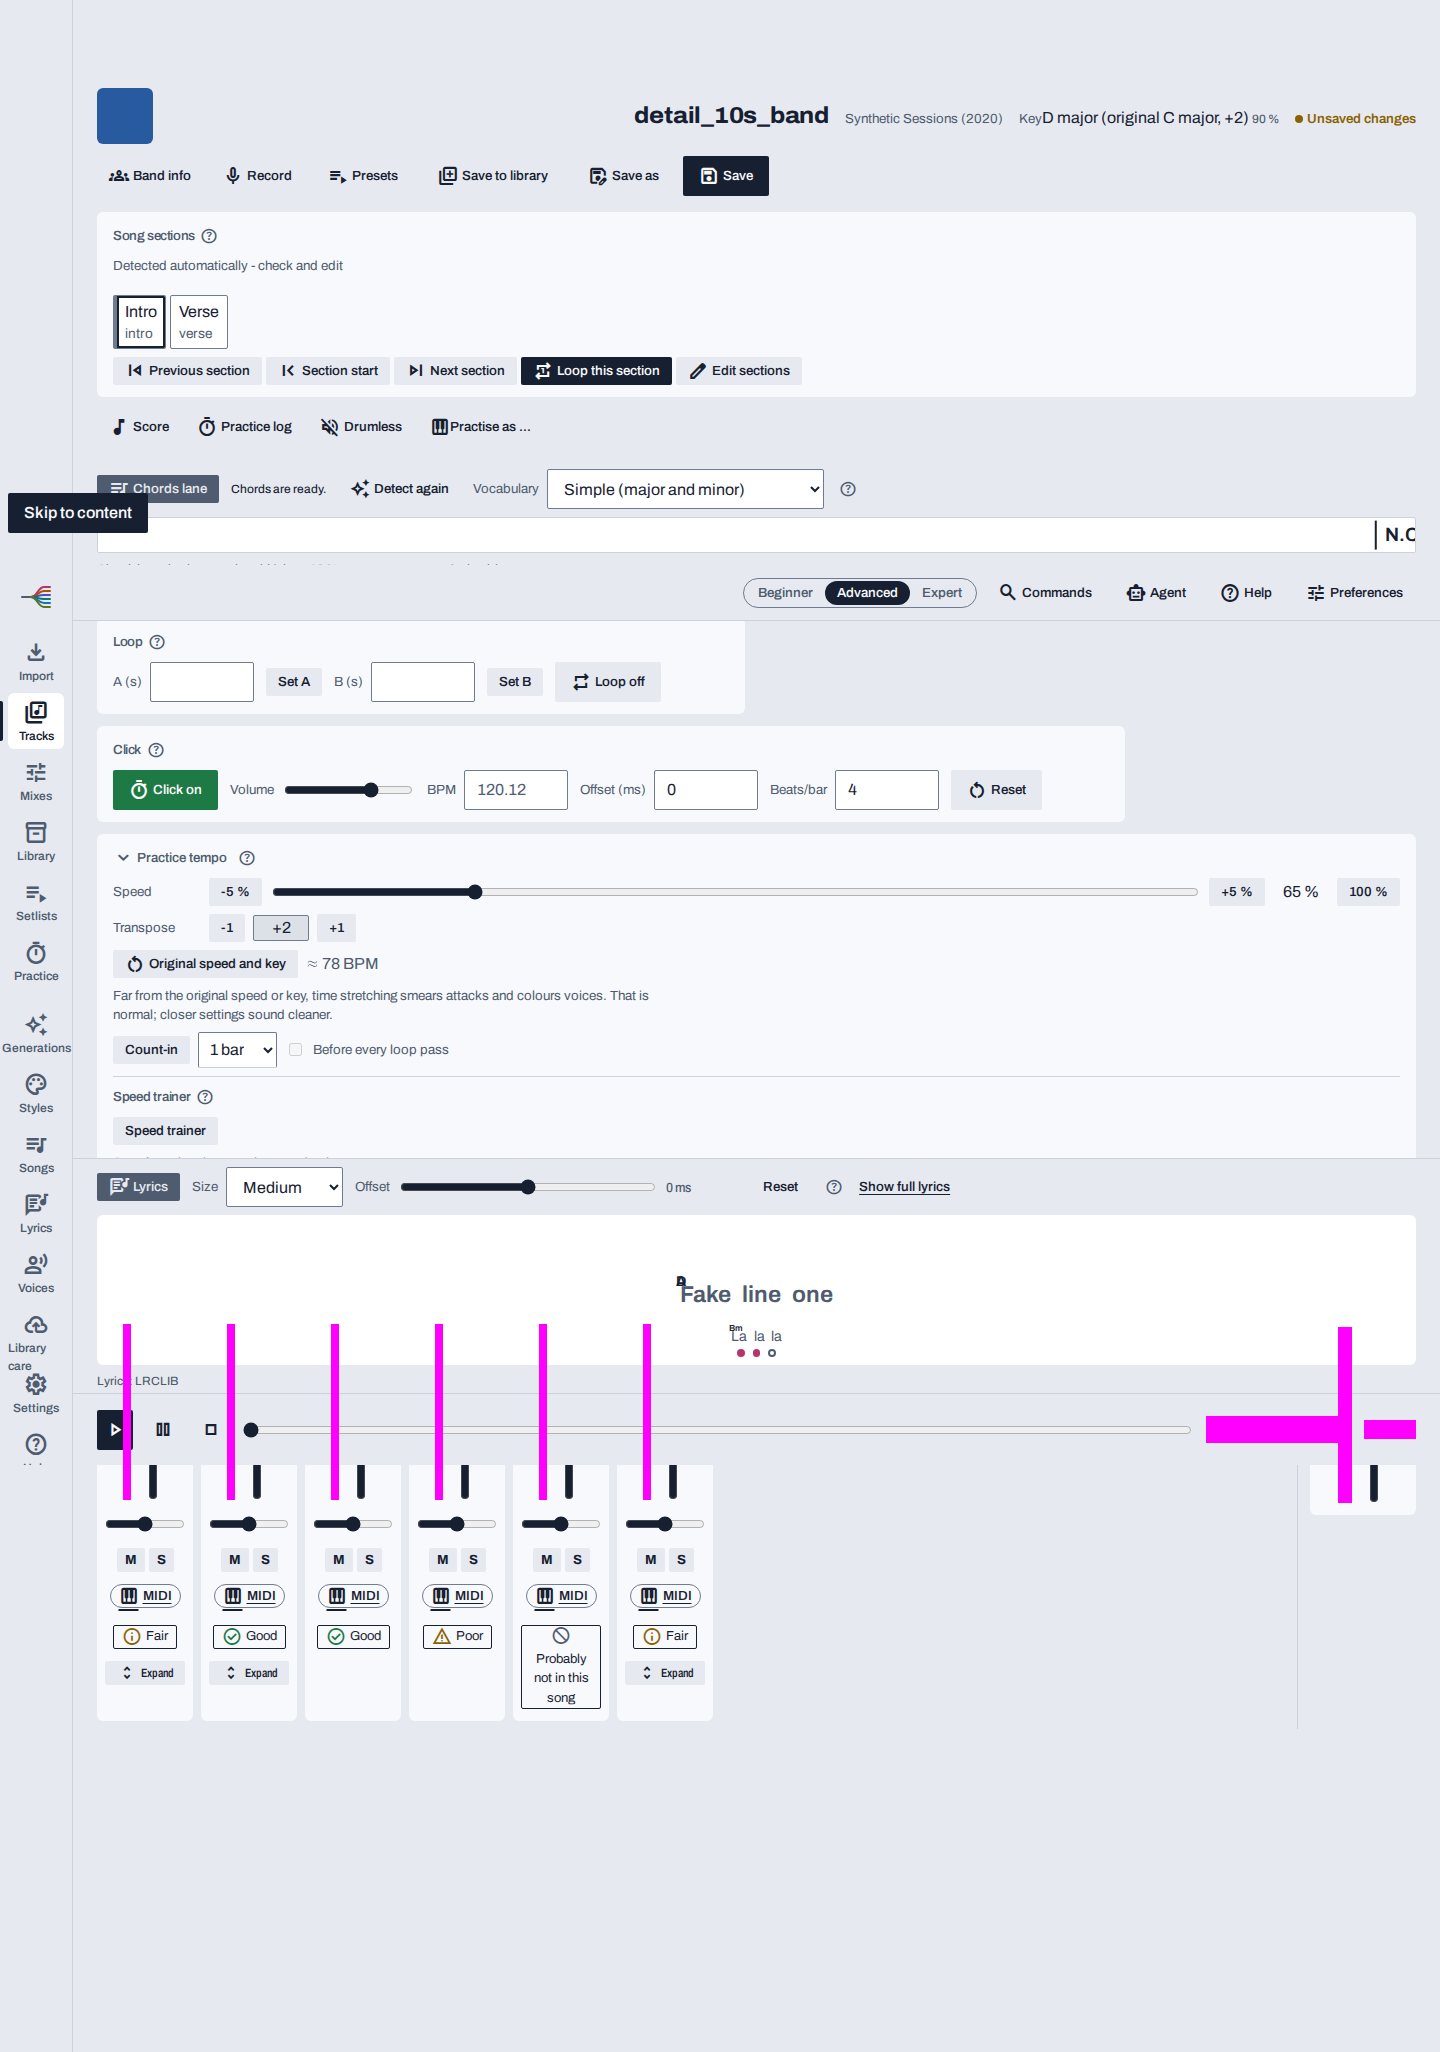 detail_10s_band Synthetic Sessions (2020) Key D major (original C major, +2) 90 % Unsaved changes
Band info Record Presets Save to library Save as Save
Song sections
Detected automatically - check and edit
Intro Verse
intro verse
Previous section Section start Next section Loop this section Edit sections
Score Practice log Drumless Practise as ...
Chords lane Chords are ready. Detect again Vocabulary Simple (major and minor)
Skip to content
N.C
Beginner Advanced Expert Commands Agent Help Preferences
Import
Tracks
Mixes
Library
Setlists
Practice
Generations
Styles
Songs
Lyrics
Voices
Library
care
Settings
Loop
A (s) Set A B (s) Set B Loop off
Click
Click on Volume BPM 120.12 Offset (ms) 0 Beats/bar 4 Reset
Practice tempo
Speed -5 % +5 % 65 % 100 %
Transpose -1 +2 +1
Original speed and key ≈ 78 BPM
Far from the original speed or key, time stretching smears attacks and colours voices. That is
normal; closer settings sound cleaner.
Count-in 1 bar Before every loop pass
Speed trainer
Speed trainer
Lyrics Size Medium Offset 0 ms Reset Show full lyrics
Fake line one
Bm
La la la
LRCLIB
M S M S M S M S M S M S
MIDI MIDI MIDI MIDI MIDI MIDI
Fair Good Good Poor Probably not in this song Fair
Expand Expand Expand